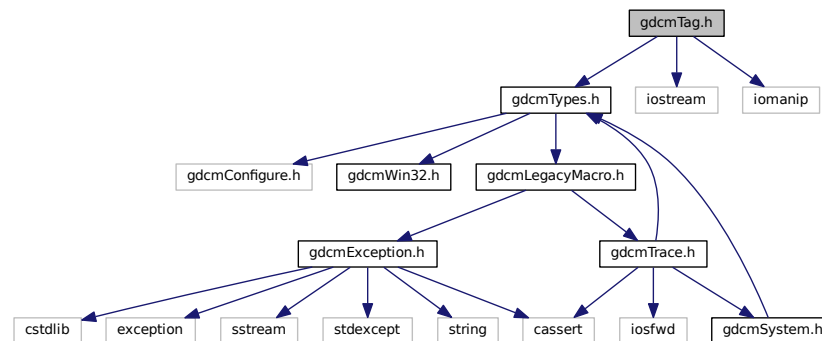 gdcmTag.h
gdcmTypes.h
iostream
iomanip
gdcmConfigure.h
gdcmWin32.h
gdcmLegacyMacro.h
gdcmException.h
gdcmTrace.h
cstdlib
exception
sstream
stdexcept
string
cassert
iosfwd
gdcmSystem.h